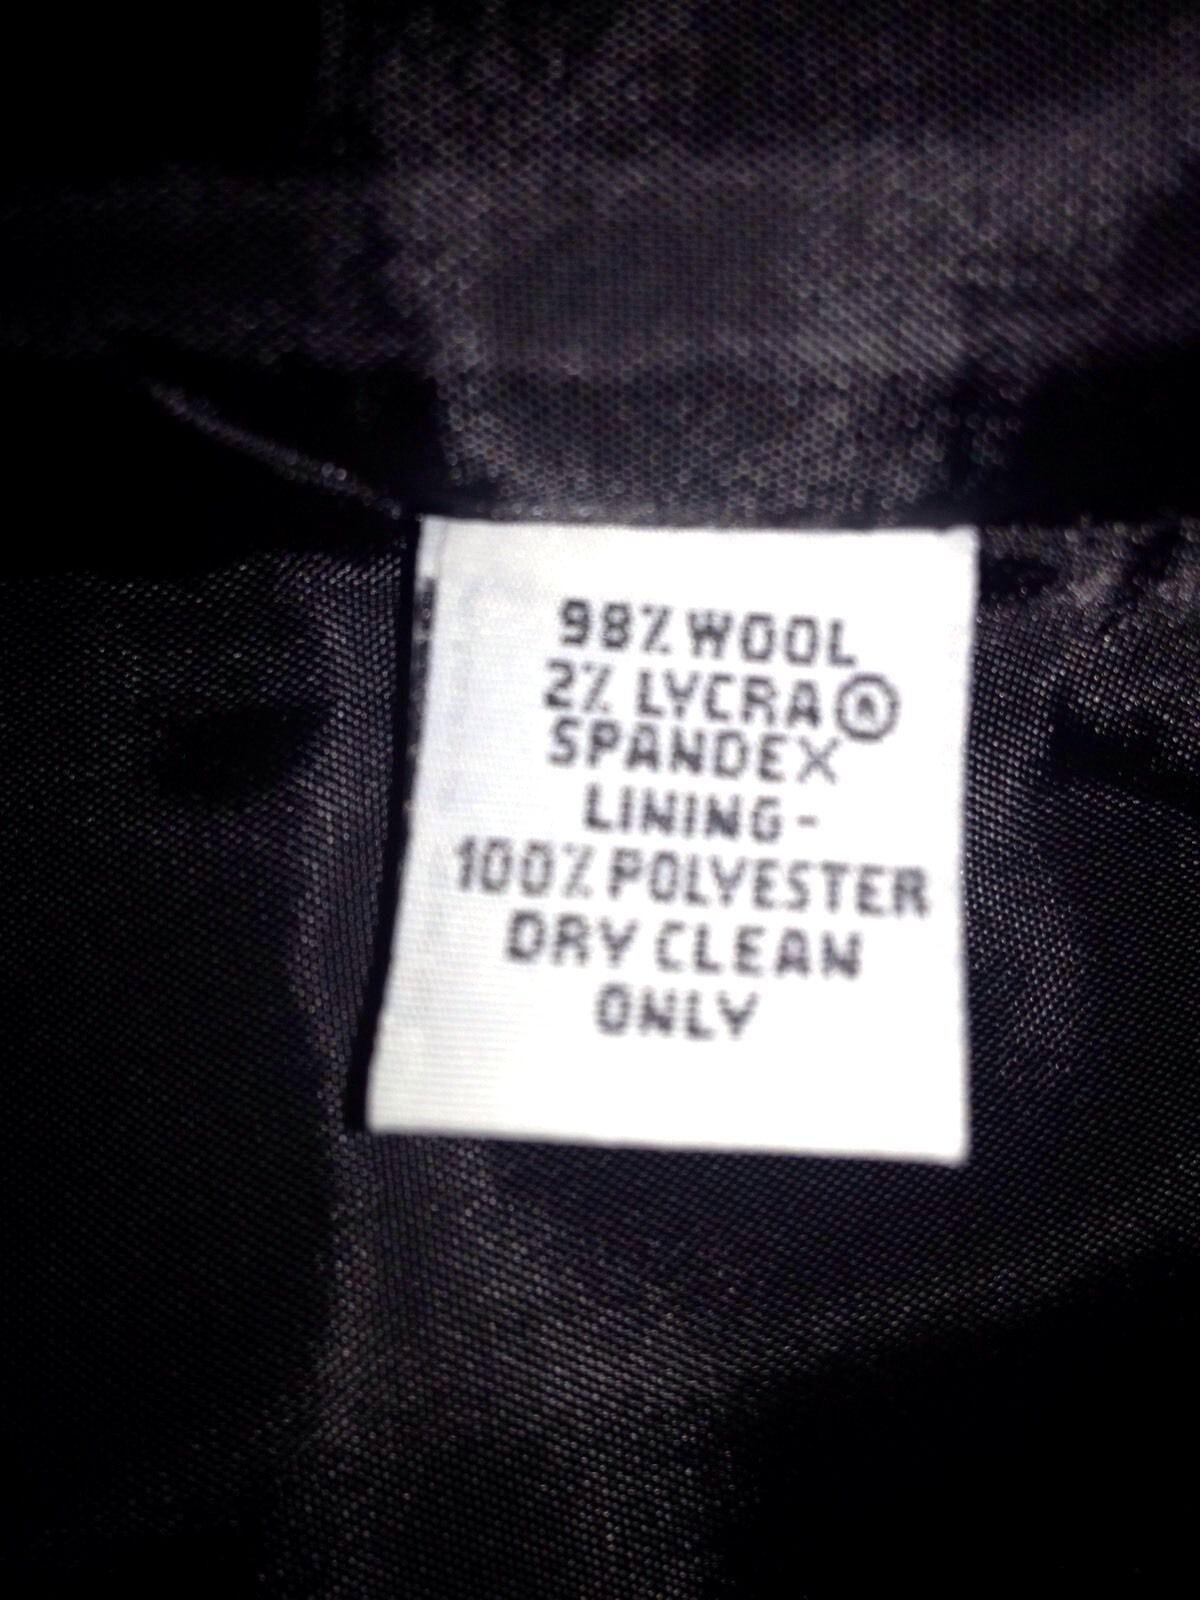 98% WOOL
2% LYCRA®
SPANDEX
LINING-
100% POLYESTER
DRY CLEAN
ONLY